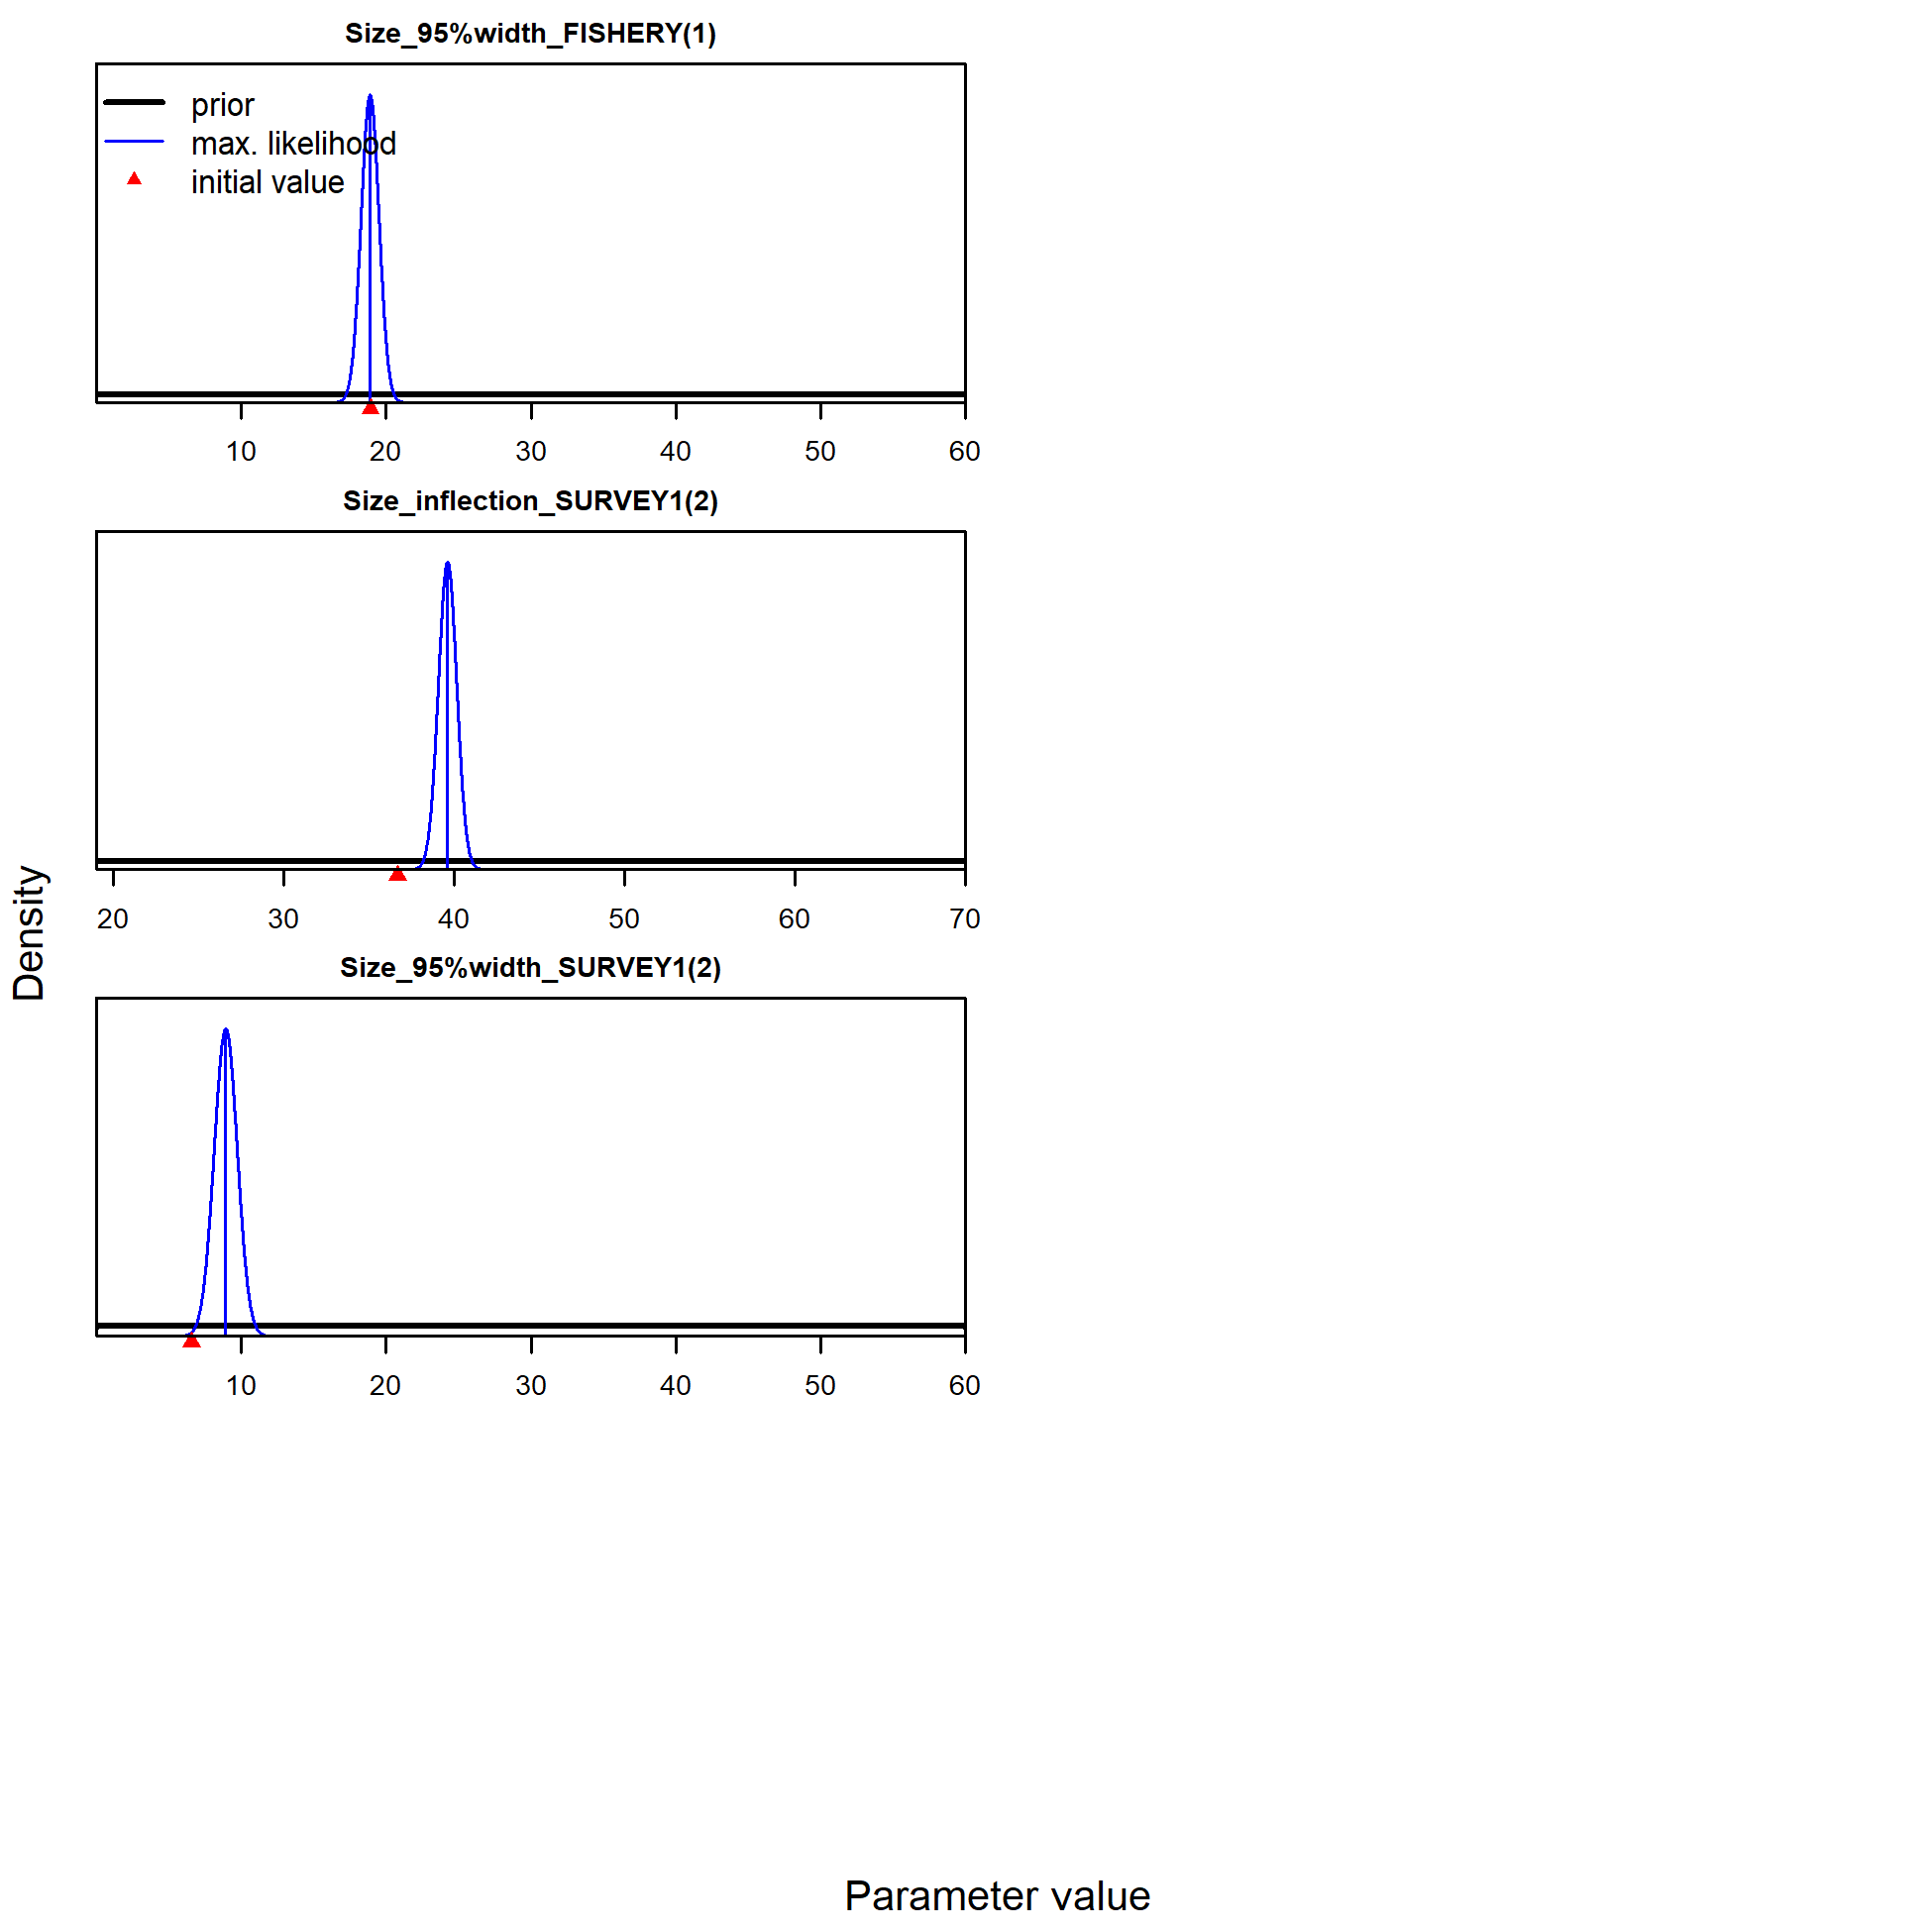 Size_95%width_FISHERY(1)
prior
max. likelihood
initial value
10 20 30 40 50 60
Size_inflection_SURVEY1(2)
20 30 40 50 60 70
Size_95%width_SURVEY1(2)
10 20 30 40 50 60
Density
Parameter value